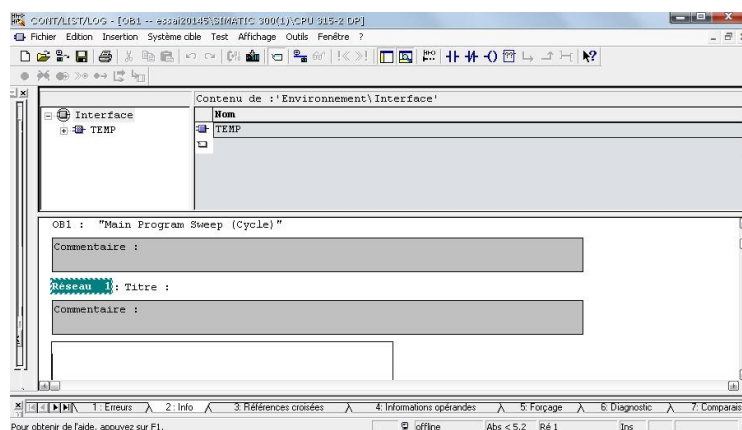 CONT/LIST/LOG - [OB1 -- essai20145\SIMATIC 300(1)\CPU 315-2 DP]
Fichier Edition Insertion Système cible Test Affichage Outils Fenêtre ?
Contenu de :'Environnement\Interface'
Interface
Nom
TEMP
TEMP
OB1 : "Main Program Sweep (Cycle)"
Commentaire :
Réseau 1: Titre :
Commentaire :
1 : Erreurs 2 : Info 3: Références croisées 4: Informations opérandes 5: Forçage 6: Diagnostic 7: Comparais
Pour obtenir de l'aide, appuyez sur F1. offline Abs < 5.2 Ré 1 Ins